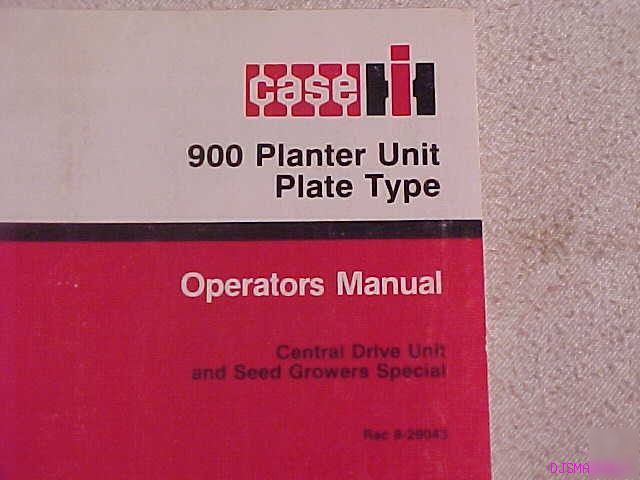 case IH
900 Planter Unit
Plate Type
Operators Manual
Central Drive Unit
and Seed Growers Special
Rac 9-29043